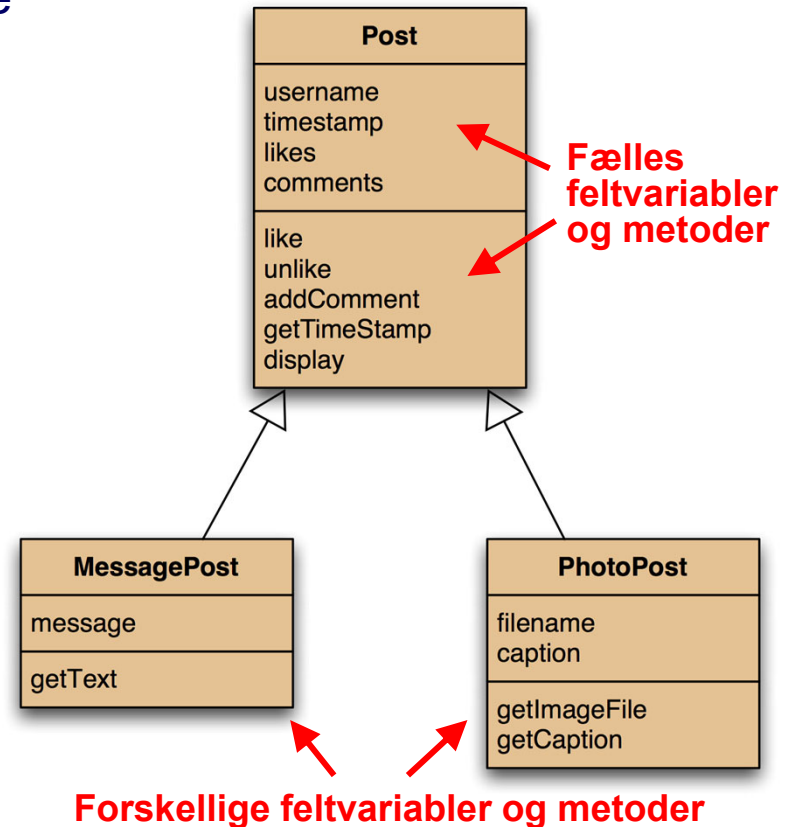 Post
username
timestamp
likes
comments
like
unlike
addComment
getTimeStamp
display
Fælles
feltvariabler
og metoder
MessagePost
message
getText
PhotoPost
filename
caption
getImageFile
getCaption
Forskellige feltvariabler og metoder